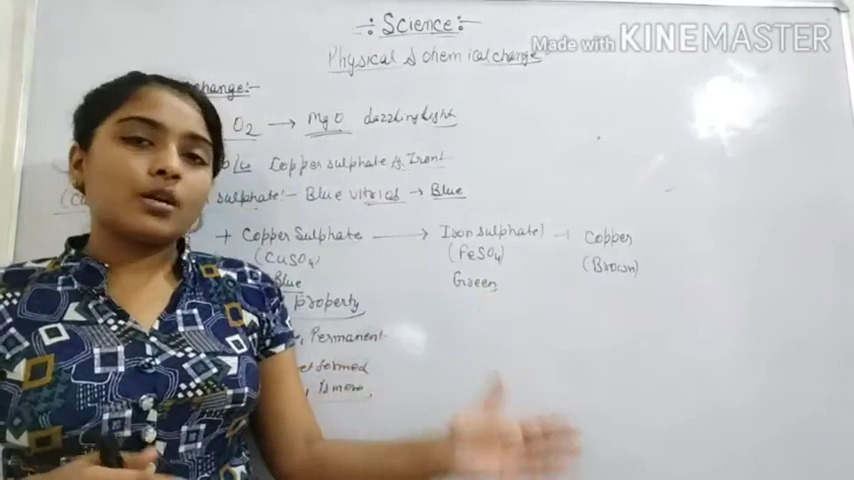 Science
Made with KINEMASTER
Physical & chemical change
change:-
O2 → MgO dazzling light
Copper sulphate & Iron
sulphate:- Blue vitriol → Blue
+ Copper Sulphate → Iron sulphate + Copper
(CuSO4) (FeSO4) (Brown)
Blue Green
property
Permanent
formed
is more,